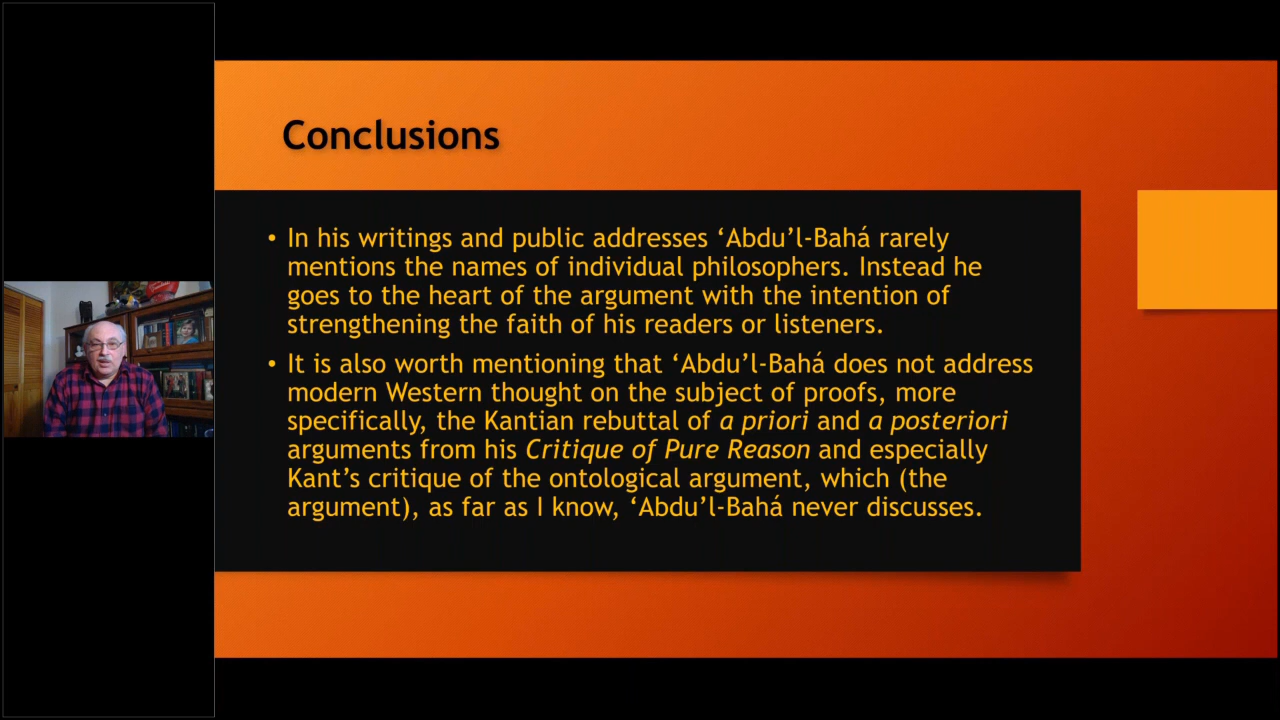 Conclusions
• In his writings and public addresses ‘Abdu’l-Bahá rarely
mentions the names of individual philosophers. Instead he
goes to the heart of the argument with the intention of
strengthening the faith of his readers or listeners.
• It is also worth mentioning that ‘Abdu’l-Bahá does not address
modern Western thought on the subject of proofs, more
specifically, the Kantian rebuttal of a priori and a posteriori
arguments from his Critique of Pure Reason and especially
Kant’s critique of the ontological argument, which (the
argument), as far as I know, ‘Abdu’l-Bahá never discusses.